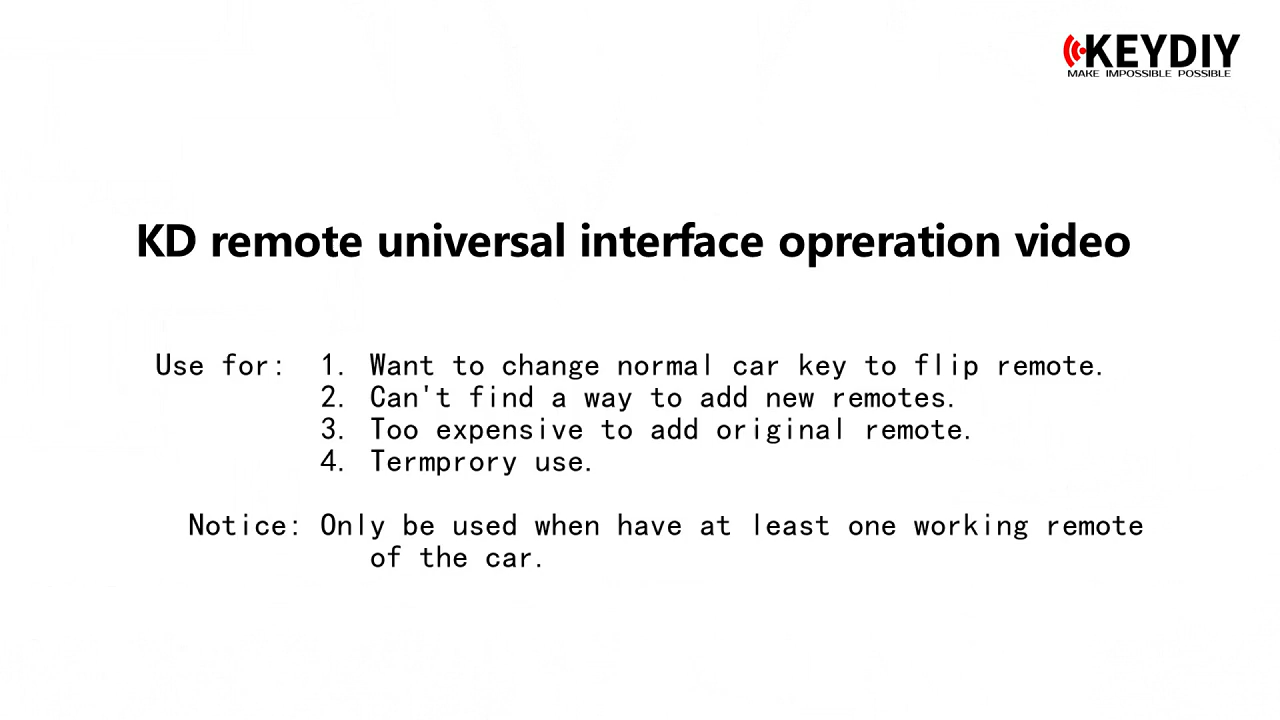 KEYDIY
MAKE IMPOSSIBLE POSSIBLE
KD remote universal interface opreration video
Use for: 1. Want to change normal car key to flip remote.
2. Can't find a way to add new remotes.
3. Too expensive to add original remote.
4. Termprory use.
Notice: Only be used when have at least one working remote
of the car.